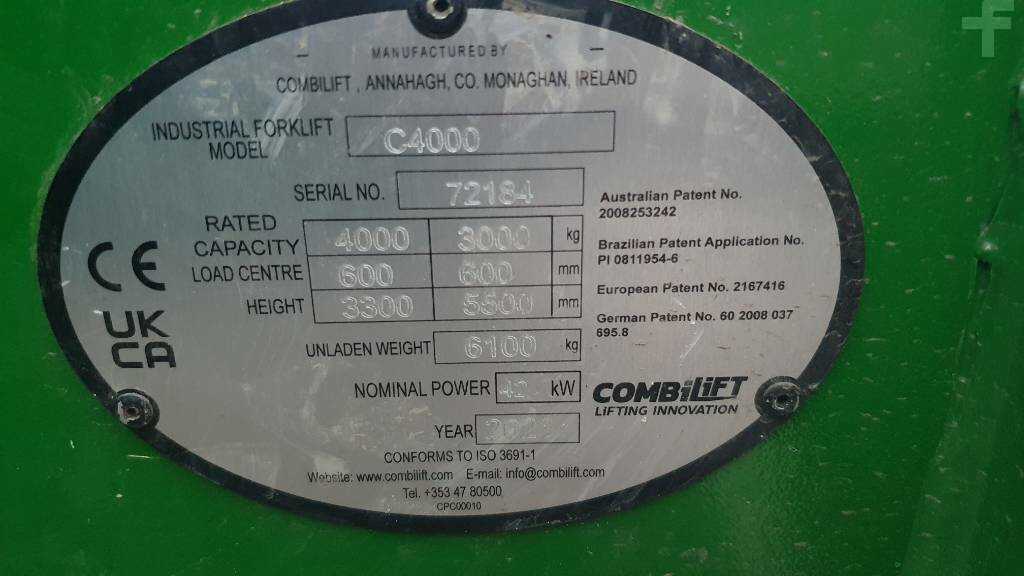 MANUFACTURED BY
COMBILIFT , ANNAHAGH, CO. MONAGHAN, IRELAND
INDUSTRIAL FORKLIFT MODEL C4000
SERIAL NO. 72184
RATED CAPACITY 4000 3000 kg
LOAD CENTRE 600 600 mm
HEIGHT 3300 5500 mm
UNLADEN WEIGHT 6100 kg
NOMINAL POWER kW
YEAR
CE
UK
CA
Australian Patent No.
2008253242
Brazilian Patent Application No.
PI 0811954-6
European Patent No. 2167416
German Patent No. 60 2008 037
695.8
COMBiLiFT
LIFTING INNOVATION
CONFORMS TO ISO 3691-1
Website: www.combilift.com E-mail: info@combilift.com
Tel. +353 47 80500
CPC00010
f